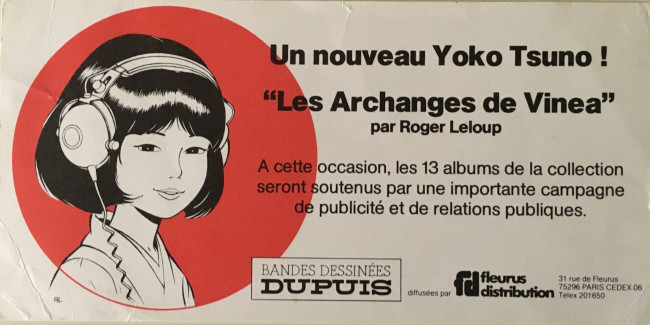 Un nouveau Yoko Tsuno !
“Les Archanges de Vinea”
par Roger Leloup
A cette occasion, les 13 albums de la collection
seront soutenus par une importante campagne
de publicité et de relations publiques.
BANDES DESSINÉES
DUPUIS
diffusées par
fd fleurus
distribution
31 rue de Fleurus
75296 PARIS CEDEX 06
Telex 201650